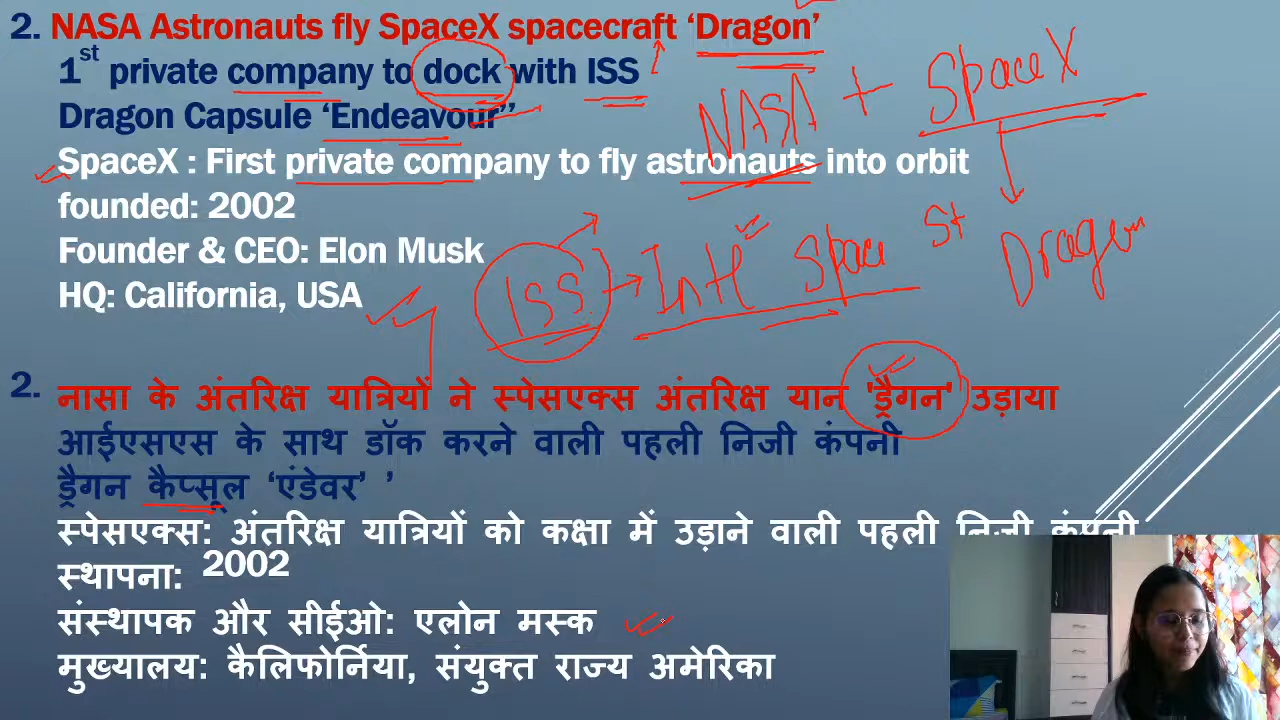 2. NASA Astronauts fly SpaceX spacecraft ‘Dragon’
1st private company to dock with ISS
Dragon Capsule ‘Endeavour’’
SpaceX : First private company to fly astronauts into orbit
founded: 2002
Founder & CEO: Elon Musk
HQ: California, USA
NASA + SpaceX
ISS → Intl Space St
Dragon
2. नासा के अंतरिक्ष यात्रियों ने स्पेसएक्स अंतरिक्ष यान 'ड्रैगन' उड़ाया
आईएसएस के साथ डॉक करने वाली पहली निजी कंपनी
ड्रैगन कैप्सूल ‘एंडेवर’ ’
स्पेसएक्स: अंतरिक्ष यात्रियों को कक्षा में उड़ाने वाली पहली निजी कंपनी
स्थापना: 2002
संस्थापक और सीईओ: एलोन मस्क
मुख्यालय: कैलिफोर्निया, संयुक्त राज्य अमेरिका